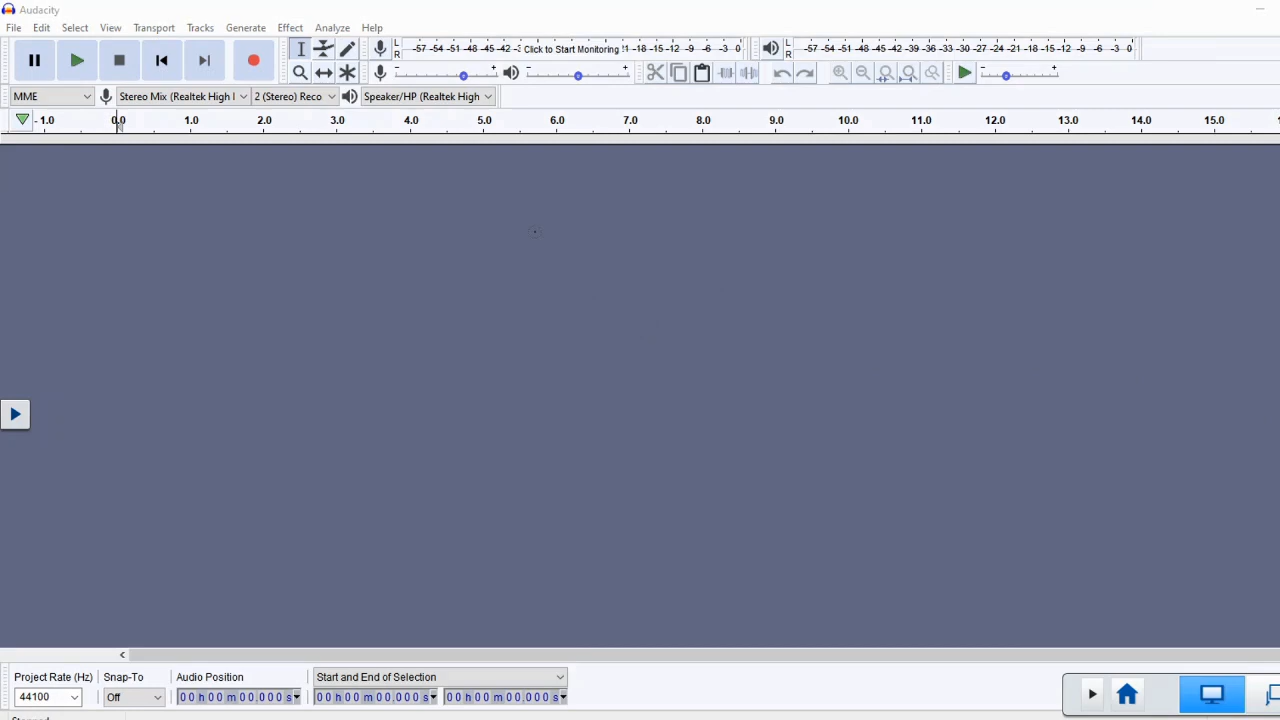 Audacity
File Edit Select View Transport Tracks Generate Effect Analyze Help
L -57 -54 -51 -48 -45 -42 -3 Click to Start Monitoring !1 -18 -15 -12 -9 -6 -3 0 L -57 -54 -51 -48 -45 -42 -39 -36 -33 -30 -27 -24 -21 -18 -15 -12 -9 -6 -3 0
R R
- + - + - +
MME Stereo Mix (Realtek High I 2 (Stereo) Reco Speaker/HP (Realtek High
- 1.0 0.0 1.0 2.0 3.0 4.0 5.0 6.0 7.0 8.0 9.0 10.0 11.0 12.0 13.0 14.0 15.0
Project Rate (Hz) Snap-To Audio Position Start and End of Selection
44100 Off 00 h 00 m 00.000 s 00 h 00 m 00.000 s 00 h 00 m 00.000 s